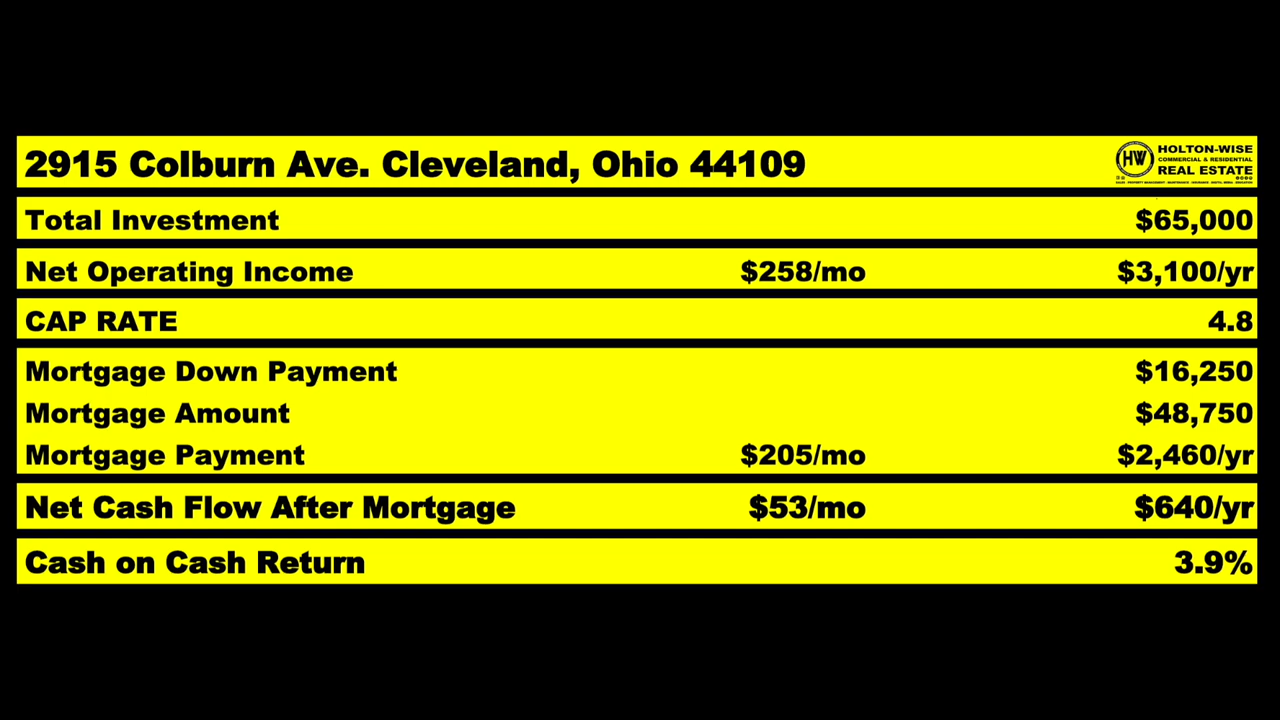 2915 Colburn Ave. Cleveland, Ohio 44109
HW
HOLTON-WISE
COMMERCIAL & RESIDENTIAL
REAL ESTATE
Total Investment $65,000
Net Operating Income $258/mo $3,100/yr
CAP RATE 4.8
Mortgage Down Payment $16,250
Mortgage Amount $48,750
Mortgage Payment $205/mo $2,460/yr
Net Cash Flow After Mortgage $53/mo $640/yr
Cash on Cash Return 3.9%